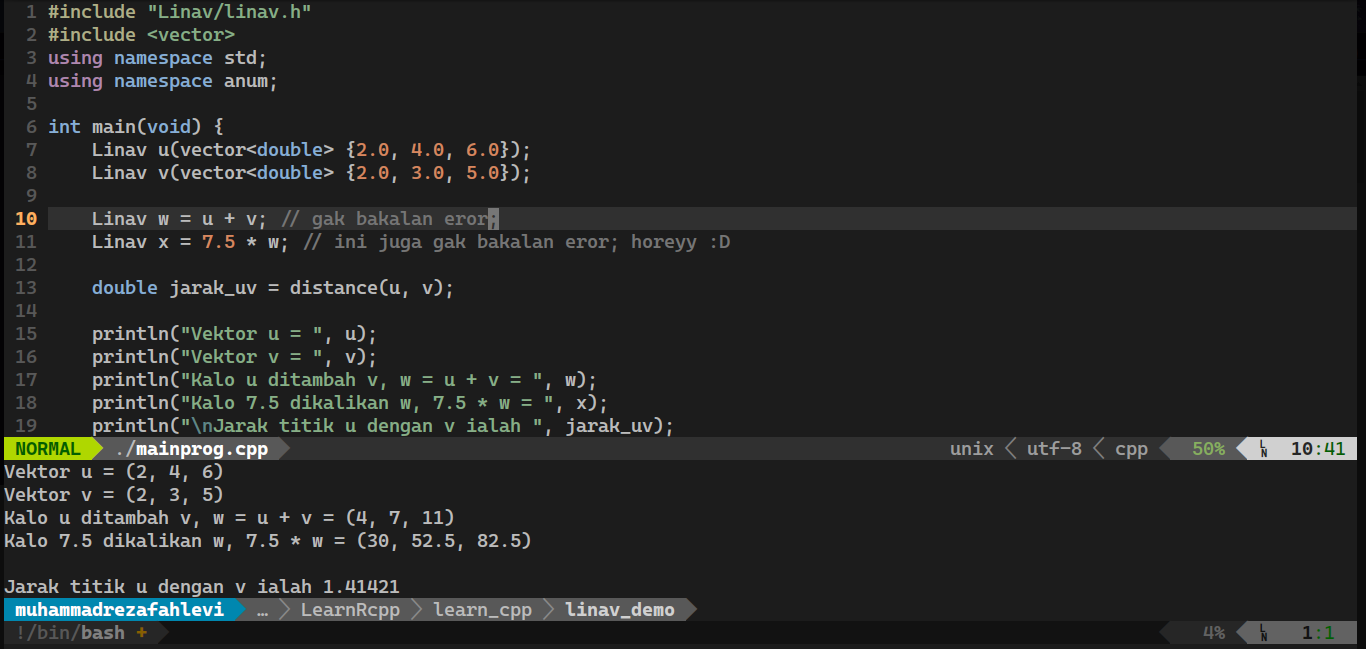 1 #include "Linav/linav.h"
2 #include <vector>
3 using namespace std;
4 using namespace anum;
5
6 int main(void) {
7     Linav u(vector<double> {2.0, 4.0, 6.0});
8     Linav v(vector<double> {2.0, 3.0, 5.0});
9
10     Linav w = u + v; // gak bakalan eror;
11     Linav x = 7.5 * w; // ini juga gak bakalan eror; horeyy :D
12
13     double jarak_uv = distance(u, v);
14
15     println("Vektor u = ", u);
16     println("Vektor v = ", v);
17     println("Kalo u ditambah v, w = u + v = ", w);
18     println("Kalo 7.5 dikalikan w, 7.5 * w = ", x);
19     println("\nJarak titik u dengan v ialah ", jarak_uv);
NORMAL ./mainprog.cpp unix utf-8 cpp 50% LN 10:41
Vektor u = (2, 4, 6)
Vektor v = (2, 3, 5)
Kalo u ditambah v, w = u + v = (4, 7, 11)
Kalo 7.5 dikalikan w, 7.5 * w = (30, 52.5, 82.5)

Jarak titik u dengan v ialah 1.41421
muhammadrezafahlevi … LearnRcpp learn_cpp linav_demo
!/bin/bash + 4% LN 1:1